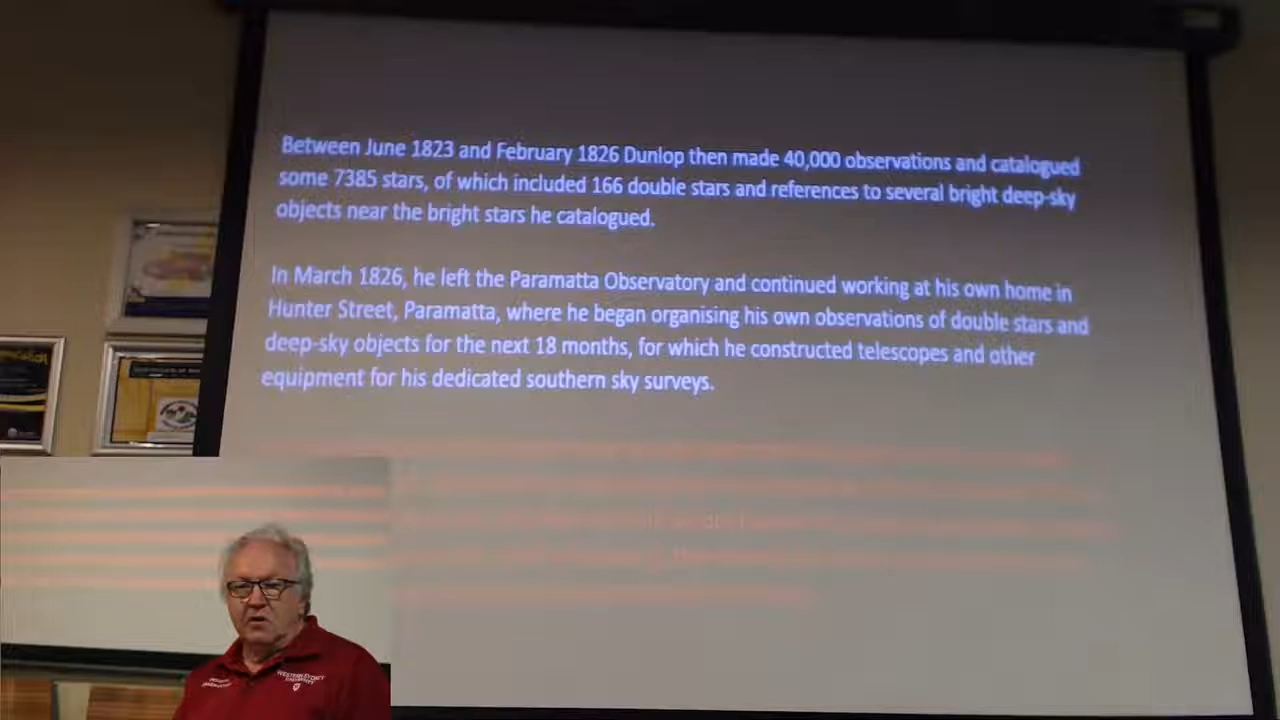 Between June 1823 and February 1826 Dunlop then made 40,000 observations and catalogued
some 7385 stars, of which included 166 double stars and references to several bright deep-sky
objects near the bright stars he catalogued.
In March 1826, he left the Paramatta Observatory and continued working at his own home in
Hunter Street, Paramatta, where he began organising his own observations of double stars and
deep-sky objects for the next 18 months, for which he constructed telescopes and other
equipment for his dedicated southern sky surveys.
WESTERN SYDNEY
UNIVERSITY